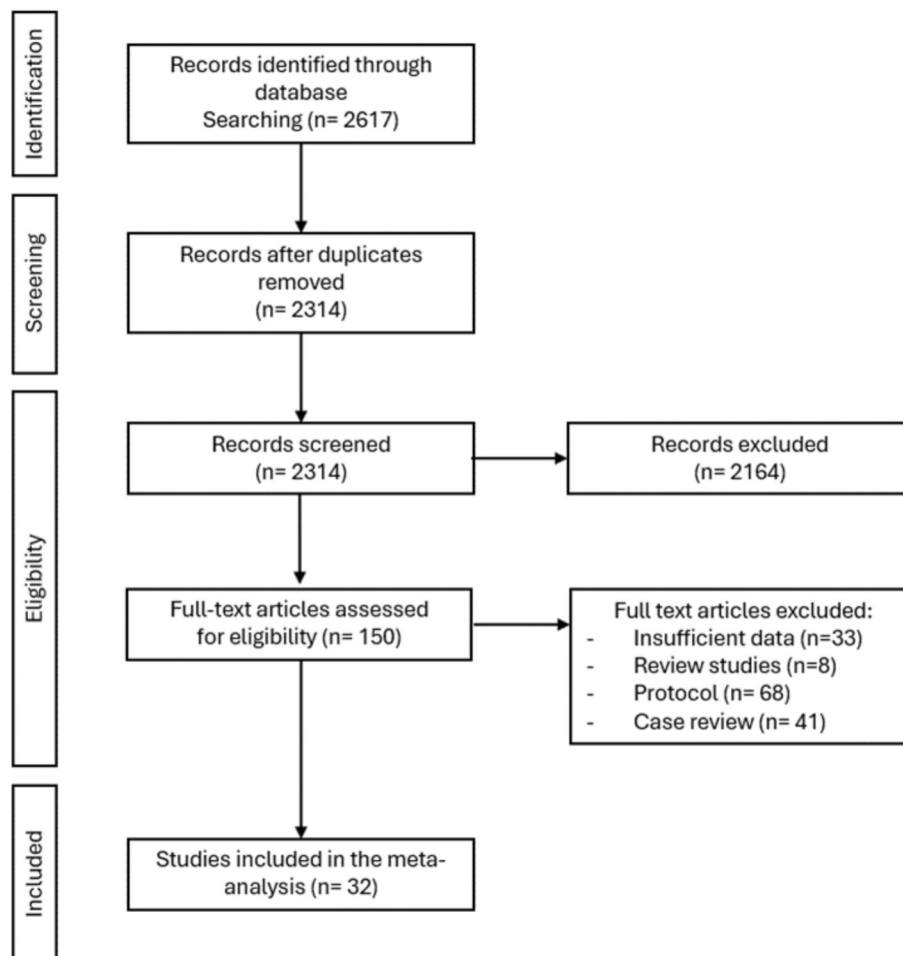 Identification
Records identified through
database
Searching (n= 2617)
Screening
Records after duplicates
removed
(n= 2314)
Eligibility
Records screened
(n= 2314)
Records excluded
(n= 2164)
Full-text articles assessed
for eligibility (n= 150)
Full text articles excluded:
- Insufficient data (n=33)
- Review studies (n=8)
- Protocol (n= 68)
- Case review (n= 41)
Included
Studies included in the meta-
analysis (n= 32)